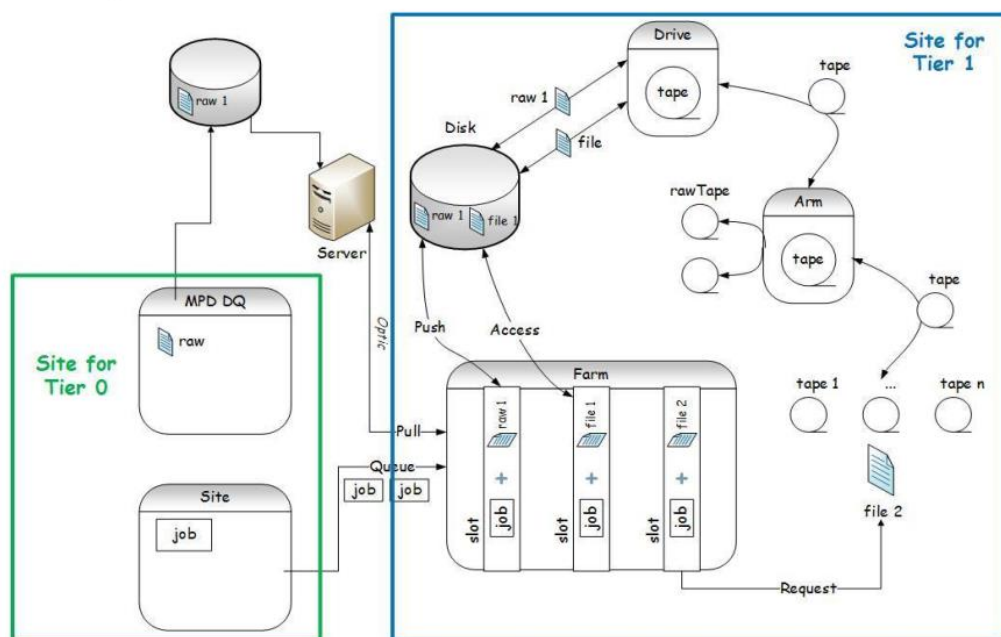 Drive
Site for
Tier 1
tape
tape
raw 1
raw 1
Disk
file
rawTape
Arm
raw 1
file 1
tape
Server
tape
MPD DQ
raw
Optic
Push
Access
Site for
Tier 0
Farm
tape 1
...
tape n
raw 1
file 1
file 2
Pull
Queue
job
job
+
+
+
Site
job
file 2
slot
job
slot
job
slot
job
Request